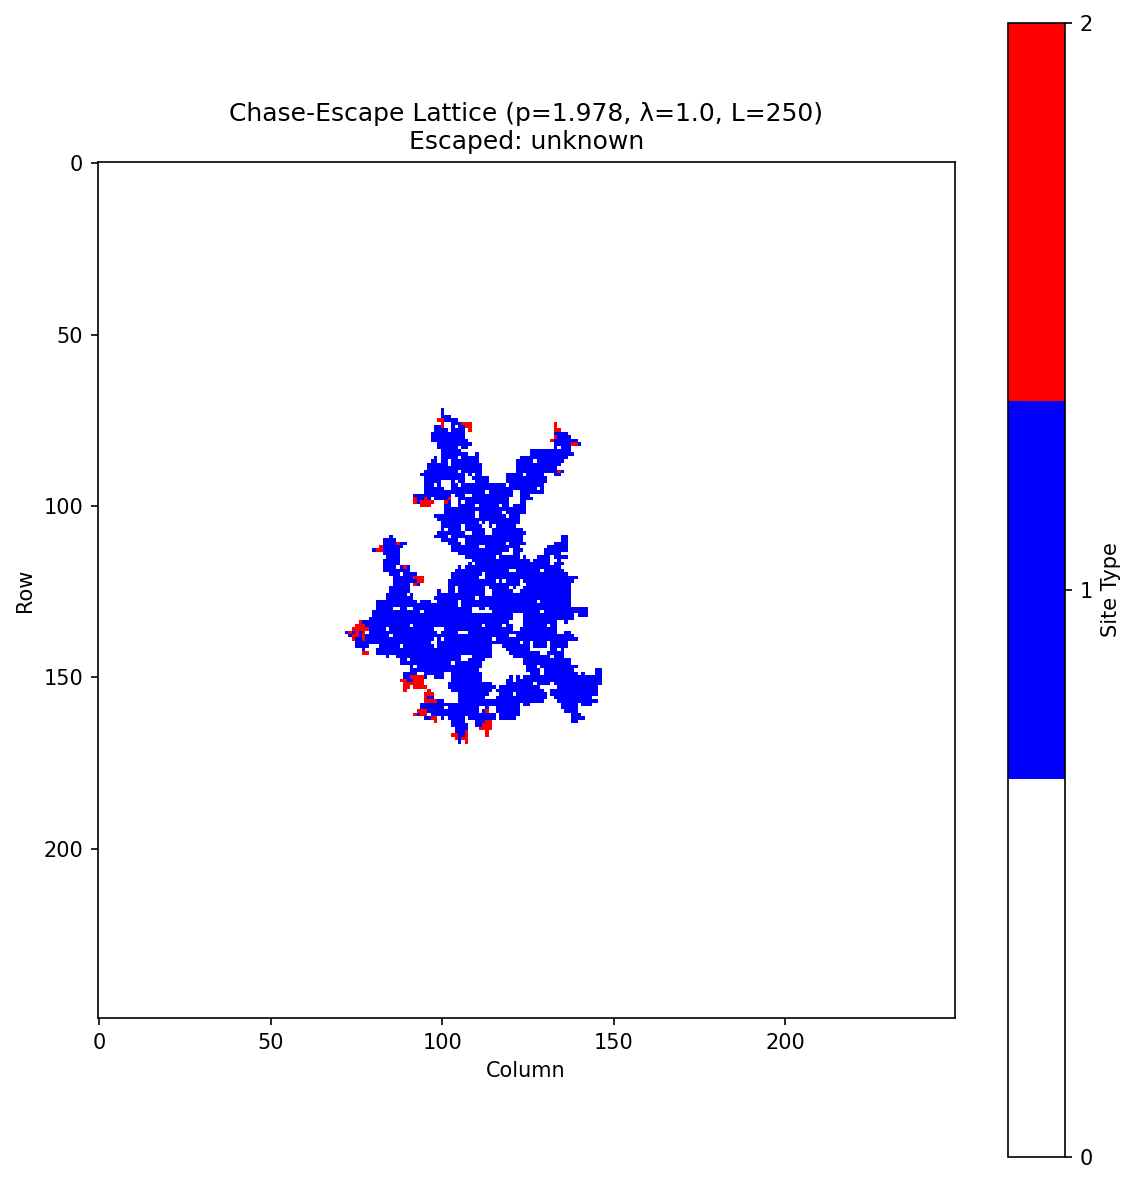 Chase-Escape Lattice (p=1.978, λ=1.0, L=250)
Escaped: unknown
0
50
100
150
200
Row
0
50
100
150
200
Column
2
1
0
Site Type